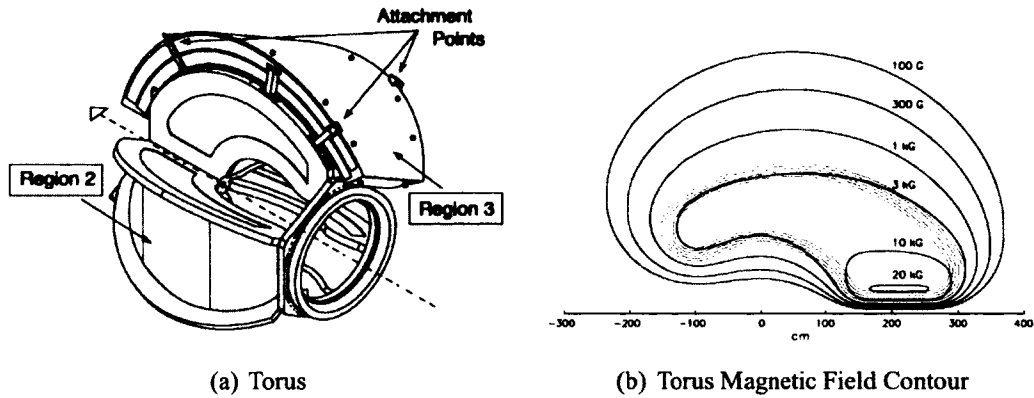 Attachment
Points
Region 2
Region 3
100 G
300 G
1 kG
3 kG
10 kG
20 kG
-300 -200 -100 0 100 200 300 400
cm
(a) Torus
(b) Torus Magnetic Field Contour